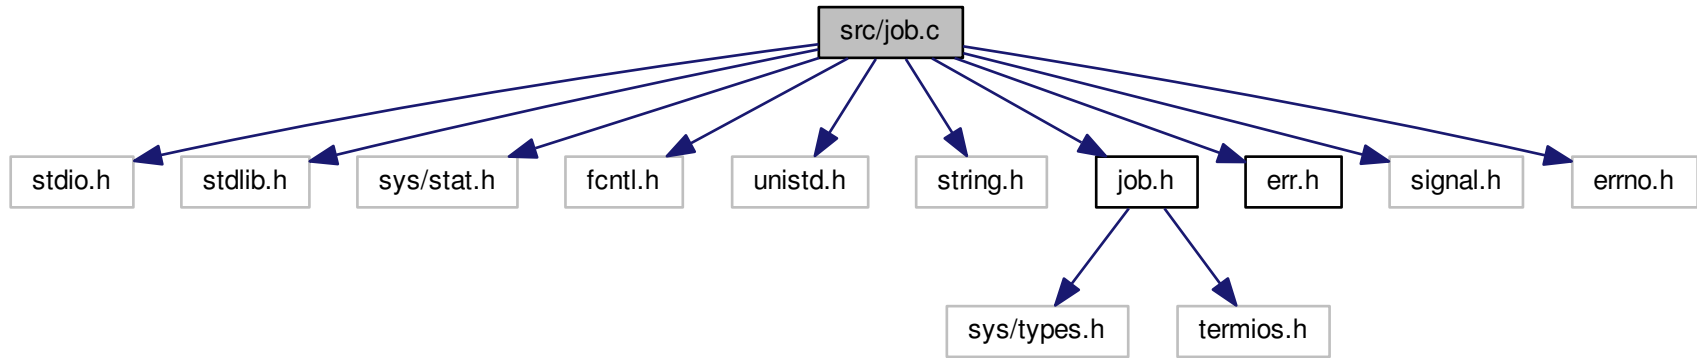 src/job.c
stdio.h
stdlib.h
sys/stat.h
fcntl.h
unistd.h
string.h
job.h
err.h
signal.h
errno.h
sys/types.h
termios.h